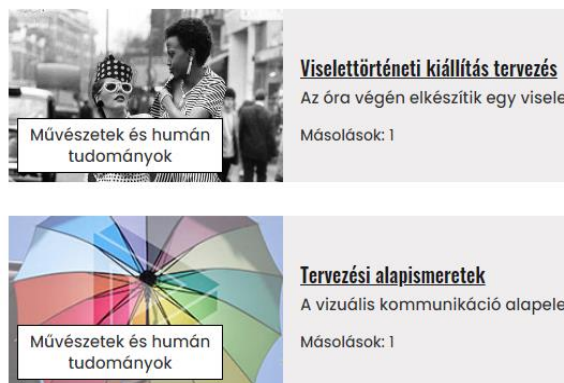 Művészetek és humán
tudományok
Viselettörténeti kiállítás tervezés
Az óra végén elkészítik egy visele
Másolások: 1
Művészetek és humán
tudományok
Tervezési alapismeretek
A vizuális kommunikáció alapele
Másolások: 1